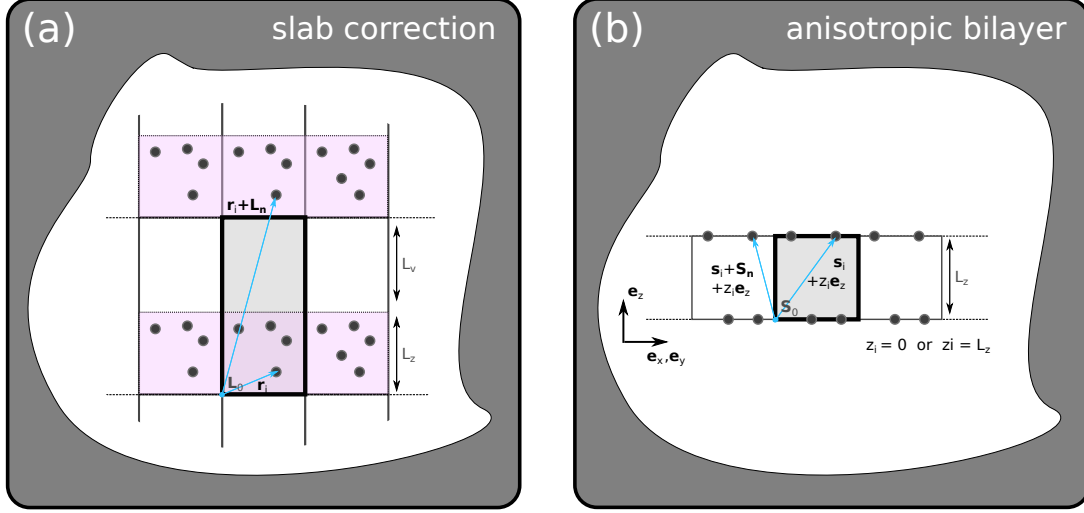 (a) slab correction
r_i+L_n
L_v
L_z
L_0
r_i
(b) anisotropic bilayer
s_i+S_n
+z_ie_z
s_i
+z_ie_z
L_z
S_0
e_z
e_x,e_y
z_i = 0 or zi = L_z